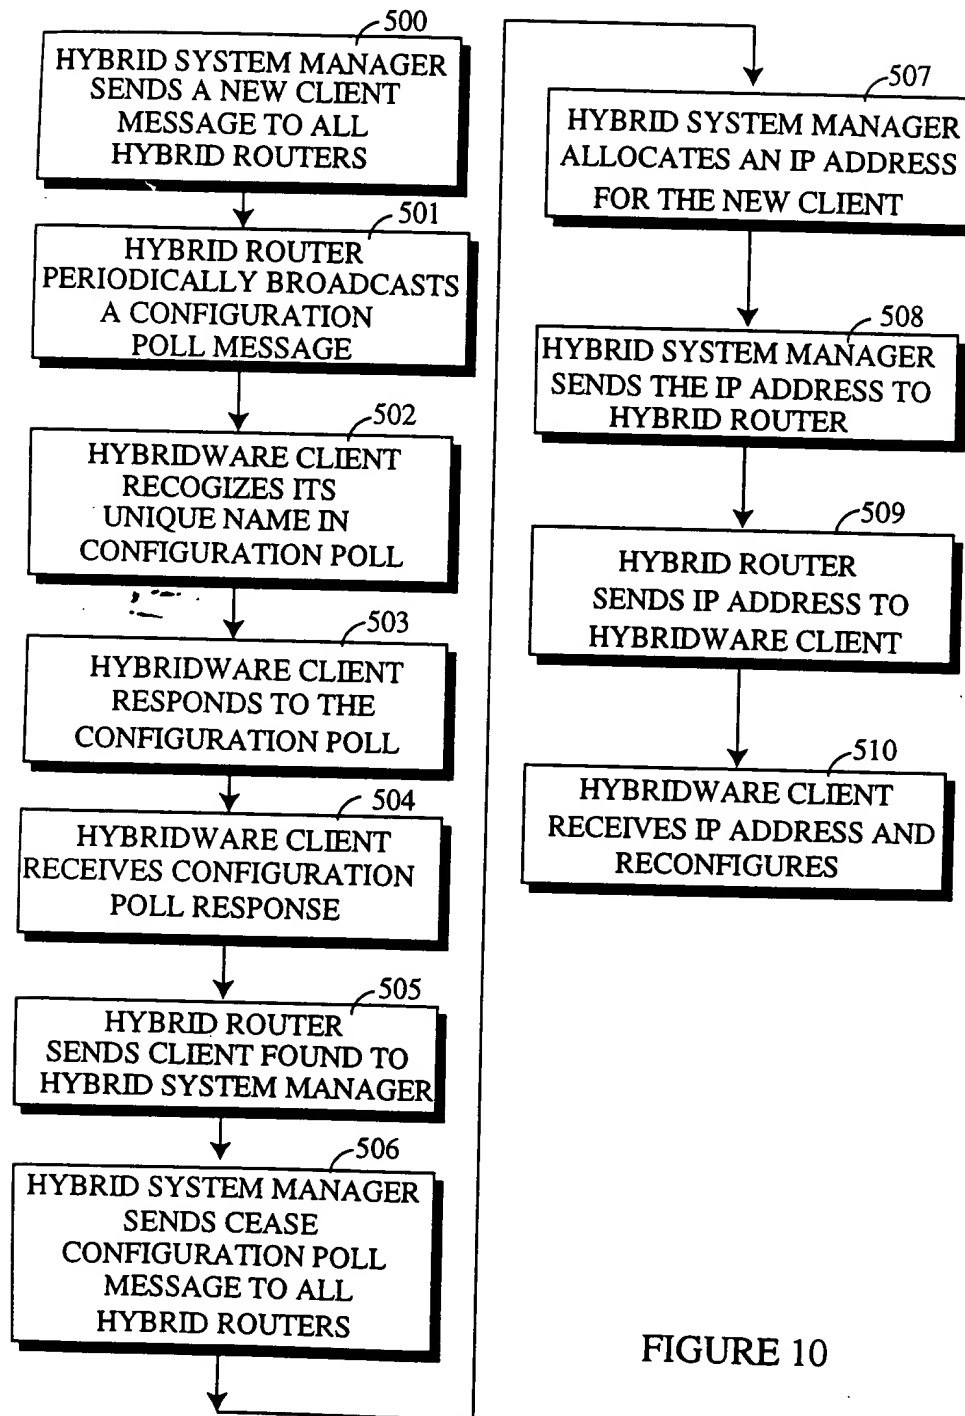 500
HYBRID SYSTEM MANAGER
SENDS A NEW CLIENT
MESSAGE TO ALL
HYBRID ROUTERS
501
HYBRID ROUTER
PERIODICALLY BROADCASTS
A CONFIGURATION
POLL MESSAGE
502
HYBRIDWARE CLIENT
RECOGIZES ITS
UNIQUE NAME IN
CONFIGURATION POLL
503
HYBRIDWARE CLIENT
RESPONDS TO THE
CONFIGURATION POLL
504
HYBRIDWARE CLIENT
RECEIVES CONFIGURATION
POLL RESPONSE
505
HYBRID ROUTER
SENDS CLIENT FOUND TO
HYBRID SYSTEM MANAGER
506
HYBRID SYSTEM MANAGER
SENDS CEASE
CONFIGURATION POLL
MESSAGE TO ALL
HYBRID ROUTERS
507
HYBRID SYSTEM MANAGER
ALLOCATES AN IP ADDRESS
FOR THE NEW CLIENT
508
HYBRID SYSTEM MANAGER
SENDS THE IP ADDRESS TO
HYBRID ROUTER
509
HYBRID ROUTER
SENDS IP ADDRESS TO
HYBRIDWARE CLIENT
510
HYBRIDWARE CLIENT
RECEIVES IP ADDRESS AND
RECONFIGURES
FIGURE 10